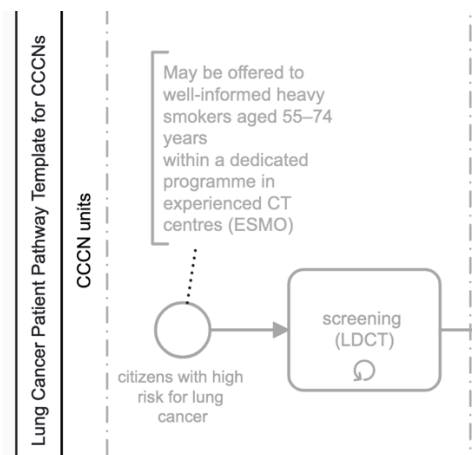 Lung Cancer Patient Pathway Template for CCCNs
CCCN units
May be offered to
well-informed heavy
smokers aged 55–74
years
within a dedicated
programme in
experienced CT
centres (ESMO)
citizens with high
risk for lung
cancer
screening
(LDCT)